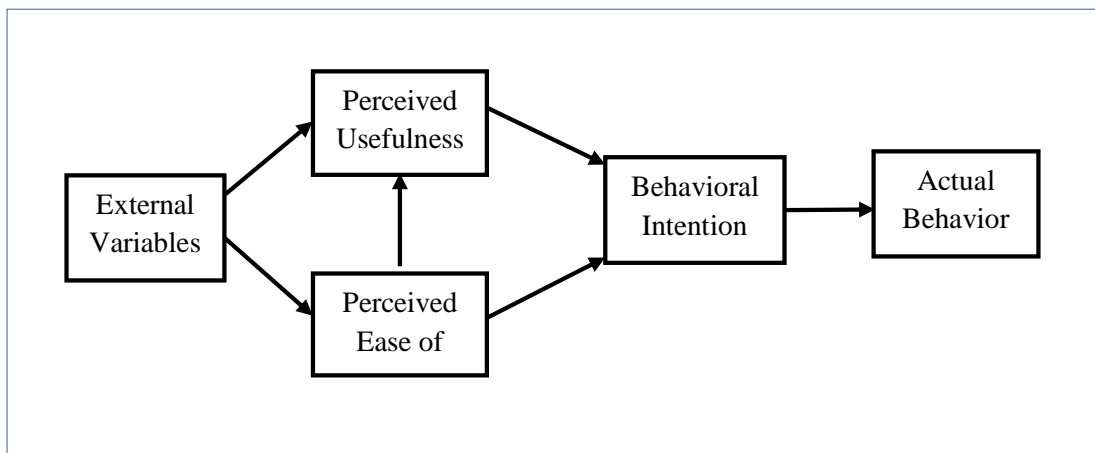 External
Variables
Perceived
Usefulness
Perceived
Ease of
Behavioral
Intention
Actual
Behavior